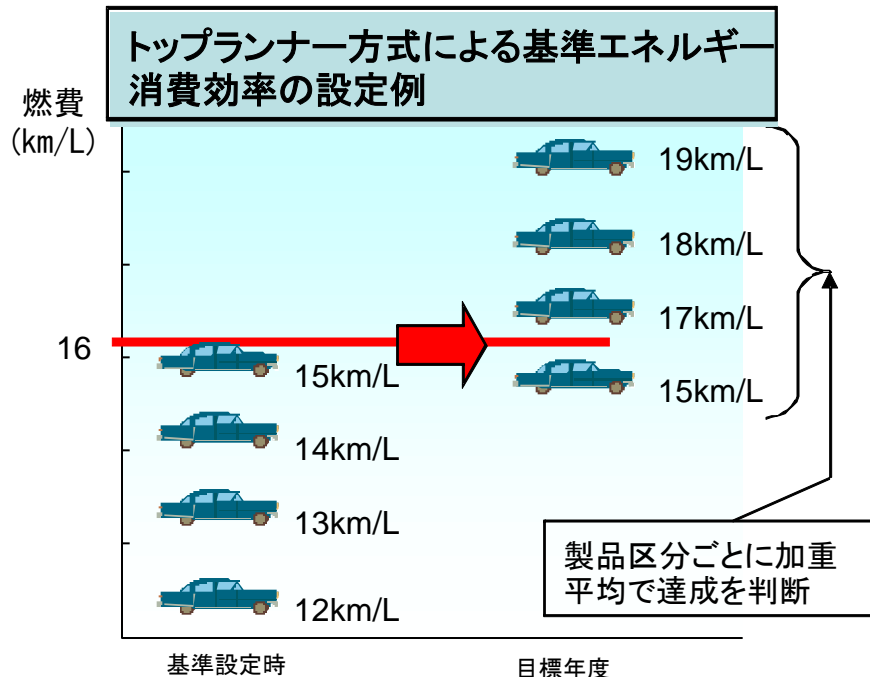 トップランナー方式による基準エネルギー
消費効率の設定例
燃費
(km/L)
19km/L
18km/L
17km/L
16
15km/L
15km/L
14km/L
13km/L
12km/L
製品区分ごとに加重
平均で達成を判断
基準設定時
目標年度